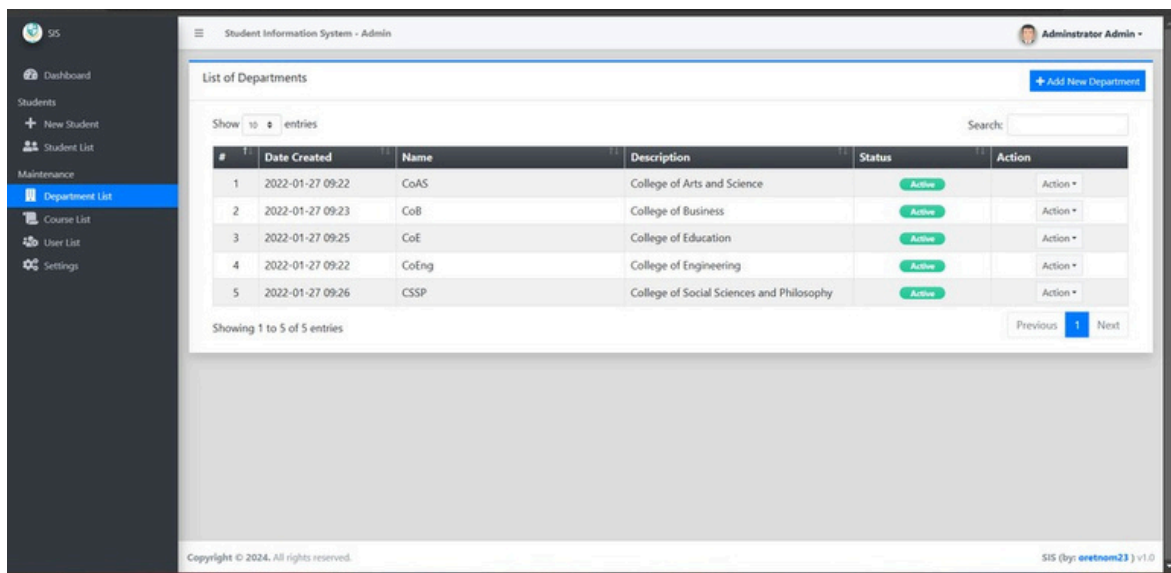 SIS
Student Information System - Admin
Adminstrator Admin
Dashboard
Students
New Student
Student List
Maintenance
Department List
Course List
User List
Settings
List of Departments
+ Add New Department
Show 10 entries
Search:
# Date Created Name Description Status Action
1 2022-01-27 09:22 CoAS College of Arts and Science Active Action
2 2022-01-27 09:23 CoB College of Business Active Action
3 2022-01-27 09:25 CoE College of Education Active Action
4 2022-01-27 09:22 CoEng College of Engineering Active Action
5 2022-01-27 09:26 CSSP College of Social Sciences and Philosophy Active Action
Showing 1 to 5 of 5 entries
Previous 1 Next
Copyright © 2024. All rights reserved.
SIS (by: oretnom23 ) v1.0